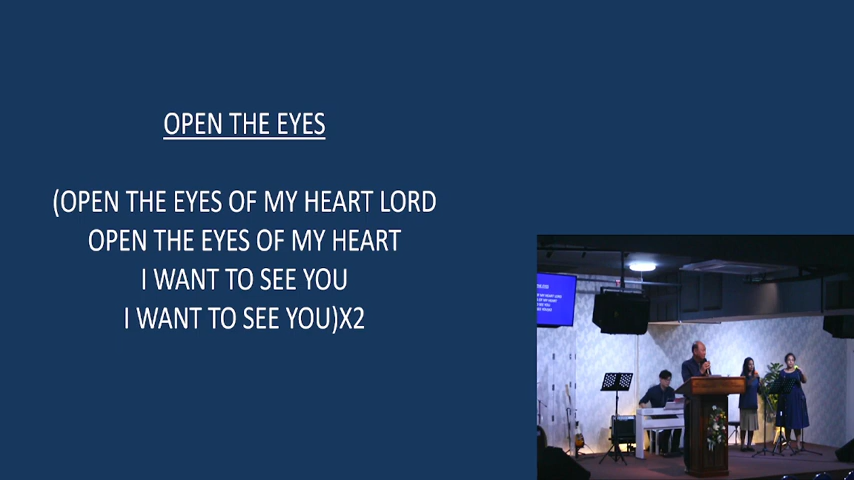 OPEN THE EYES
(OPEN THE EYES OF MY HEART LORD
OPEN THE EYES OF MY HEART
I WANT TO SEE YOU
I WANT TO SEE YOU)X2